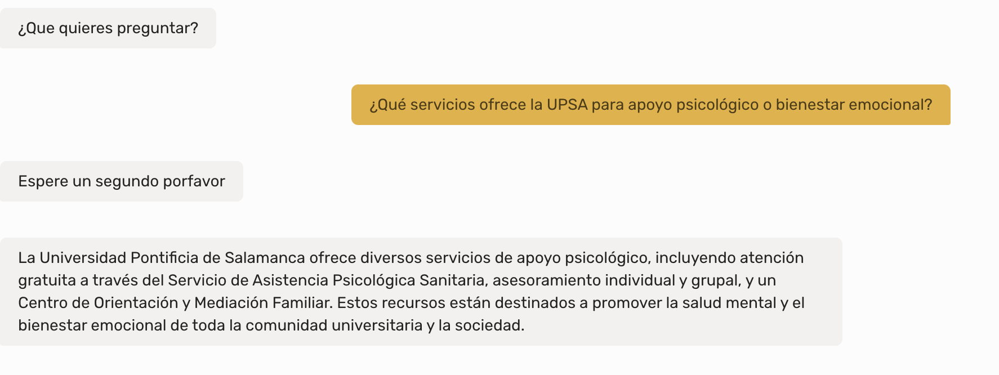 ¿Que quieres preguntar?
¿Qué servicios ofrece la UPSA para apoyo psicológico o bienestar emocional?
Espere un segundo porfavor
La Universidad Pontificia de Salamanca ofrece diversos servicios de apoyo psicológico, incluyendo atención
gratuita a través del Servicio de Asistencia Psicológica Sanitaria, asesoramiento individual y grupal, y un
Centro de Orientación y Mediación Familiar. Estos recursos están destinados a promover la salud mental y el
bienestar emocional de toda la comunidad universitaria y la sociedad.